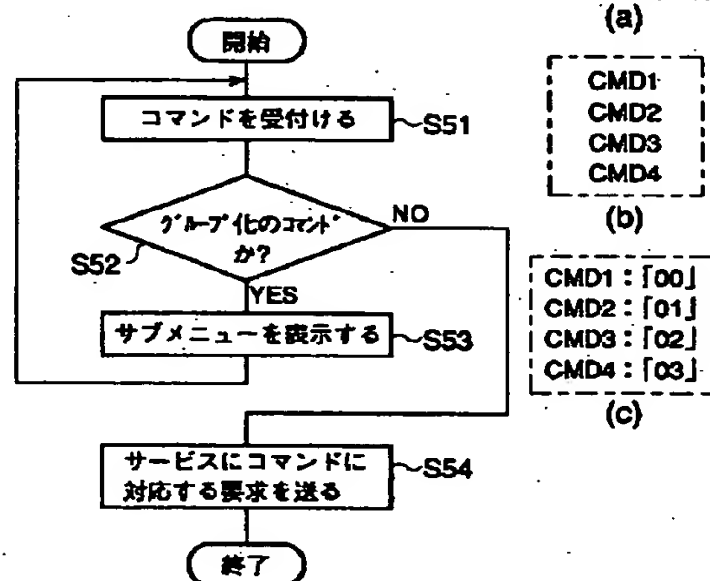 (a)
開始
コマンドを受付ける
S51
グループ化のコマンド
か?
NO
S52
YES
サブメニューを表示する
S53
サービスにコマンドに
対応する要求を送る
S54
終了
CMD1
CMD2
CMD3
CMD4
(b)
CMD1:「00」
CMD2:「01」
CMD3:「02」
CMD4:「03」
(c)